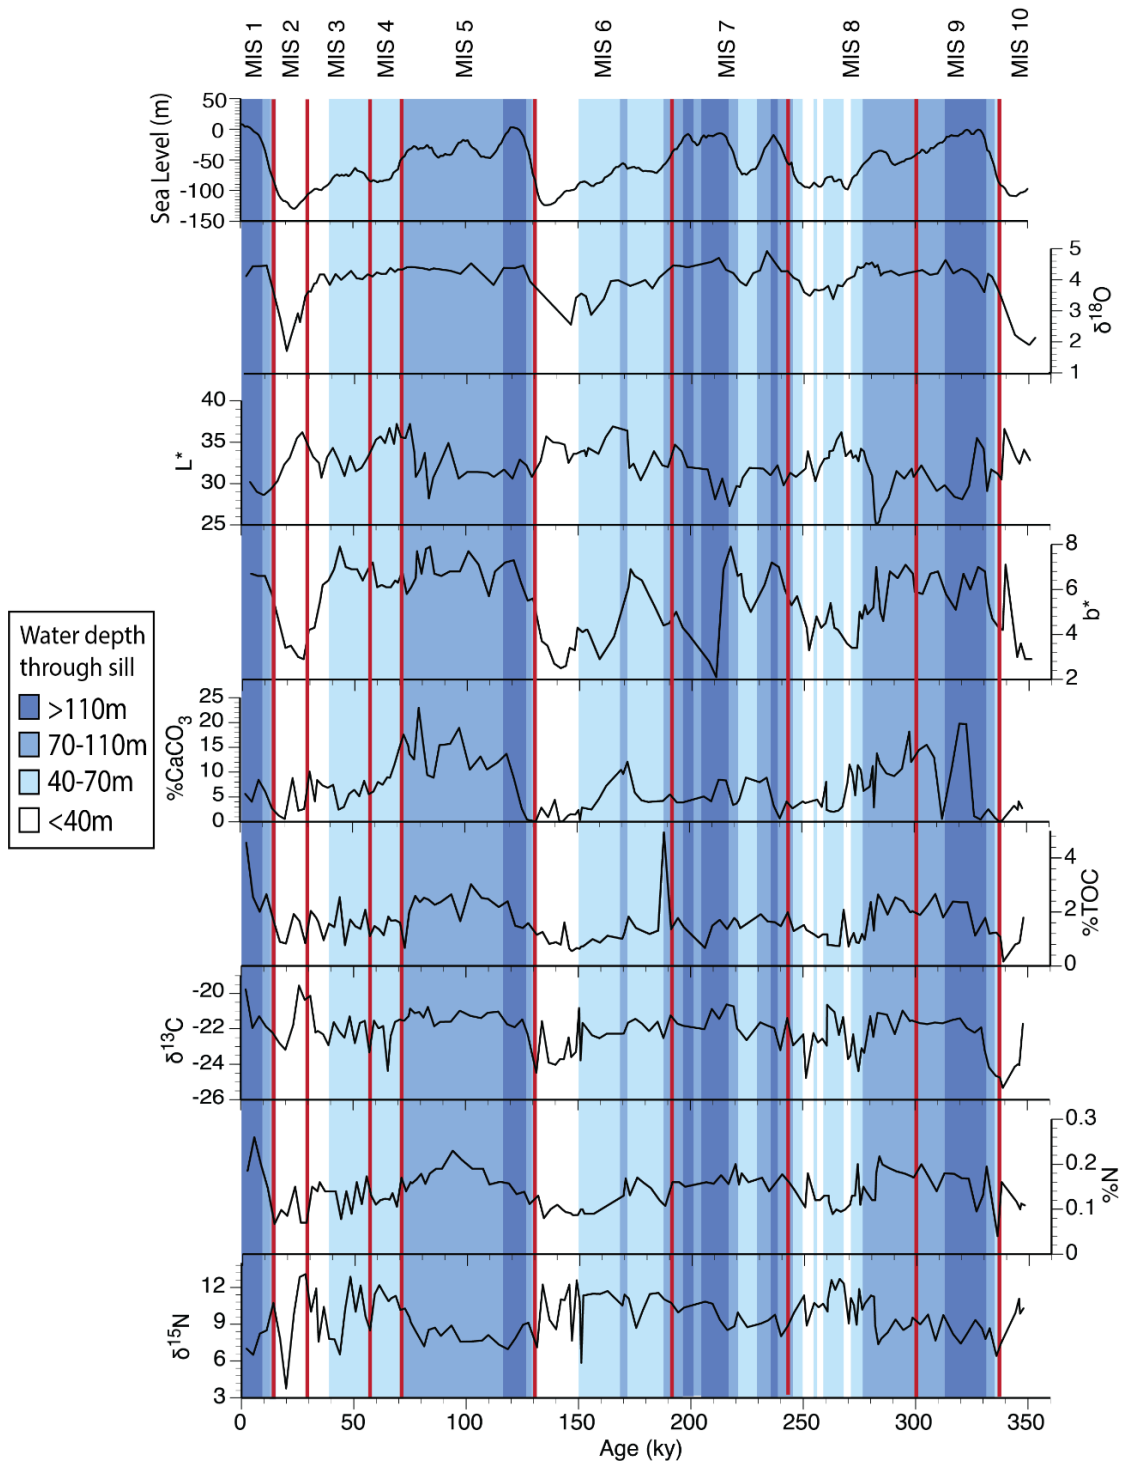 MIS 1
MIS 2
MIS 3
MIS 4
MIS 5
MIS 6
MIS 7
MIS 8
MIS 9
MIS 10
Sea Level (m)
50
0
-50
-100
-150
5
4
3
2
1
δ18O
40
35
30
25
L*
8
6
4
2
b*
Water depth
through sill
>110m
70-110m
40-70m
<40m
25
20
15
10
5
0
%CaCO3
4
2
0
%TOC
-20
-22
-24
-26
δ13C
0.3
0.2
0.1
0
%N
12
9
6
3
δ15N
0 50 100 150 200 250 300 350
Age (ky)